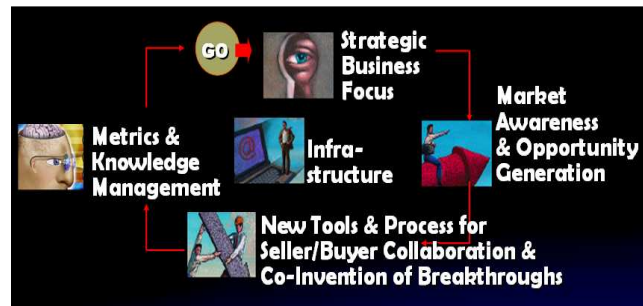 GO
Strategic
Business
Focus
Market
Awareness
& Opportunity
Generation
Metrics &
Knowledge
Management
Infra-
structure
@
New Tools & Process for
Seller/Buyer Collaboration &
Co-Invention of Breakthroughs